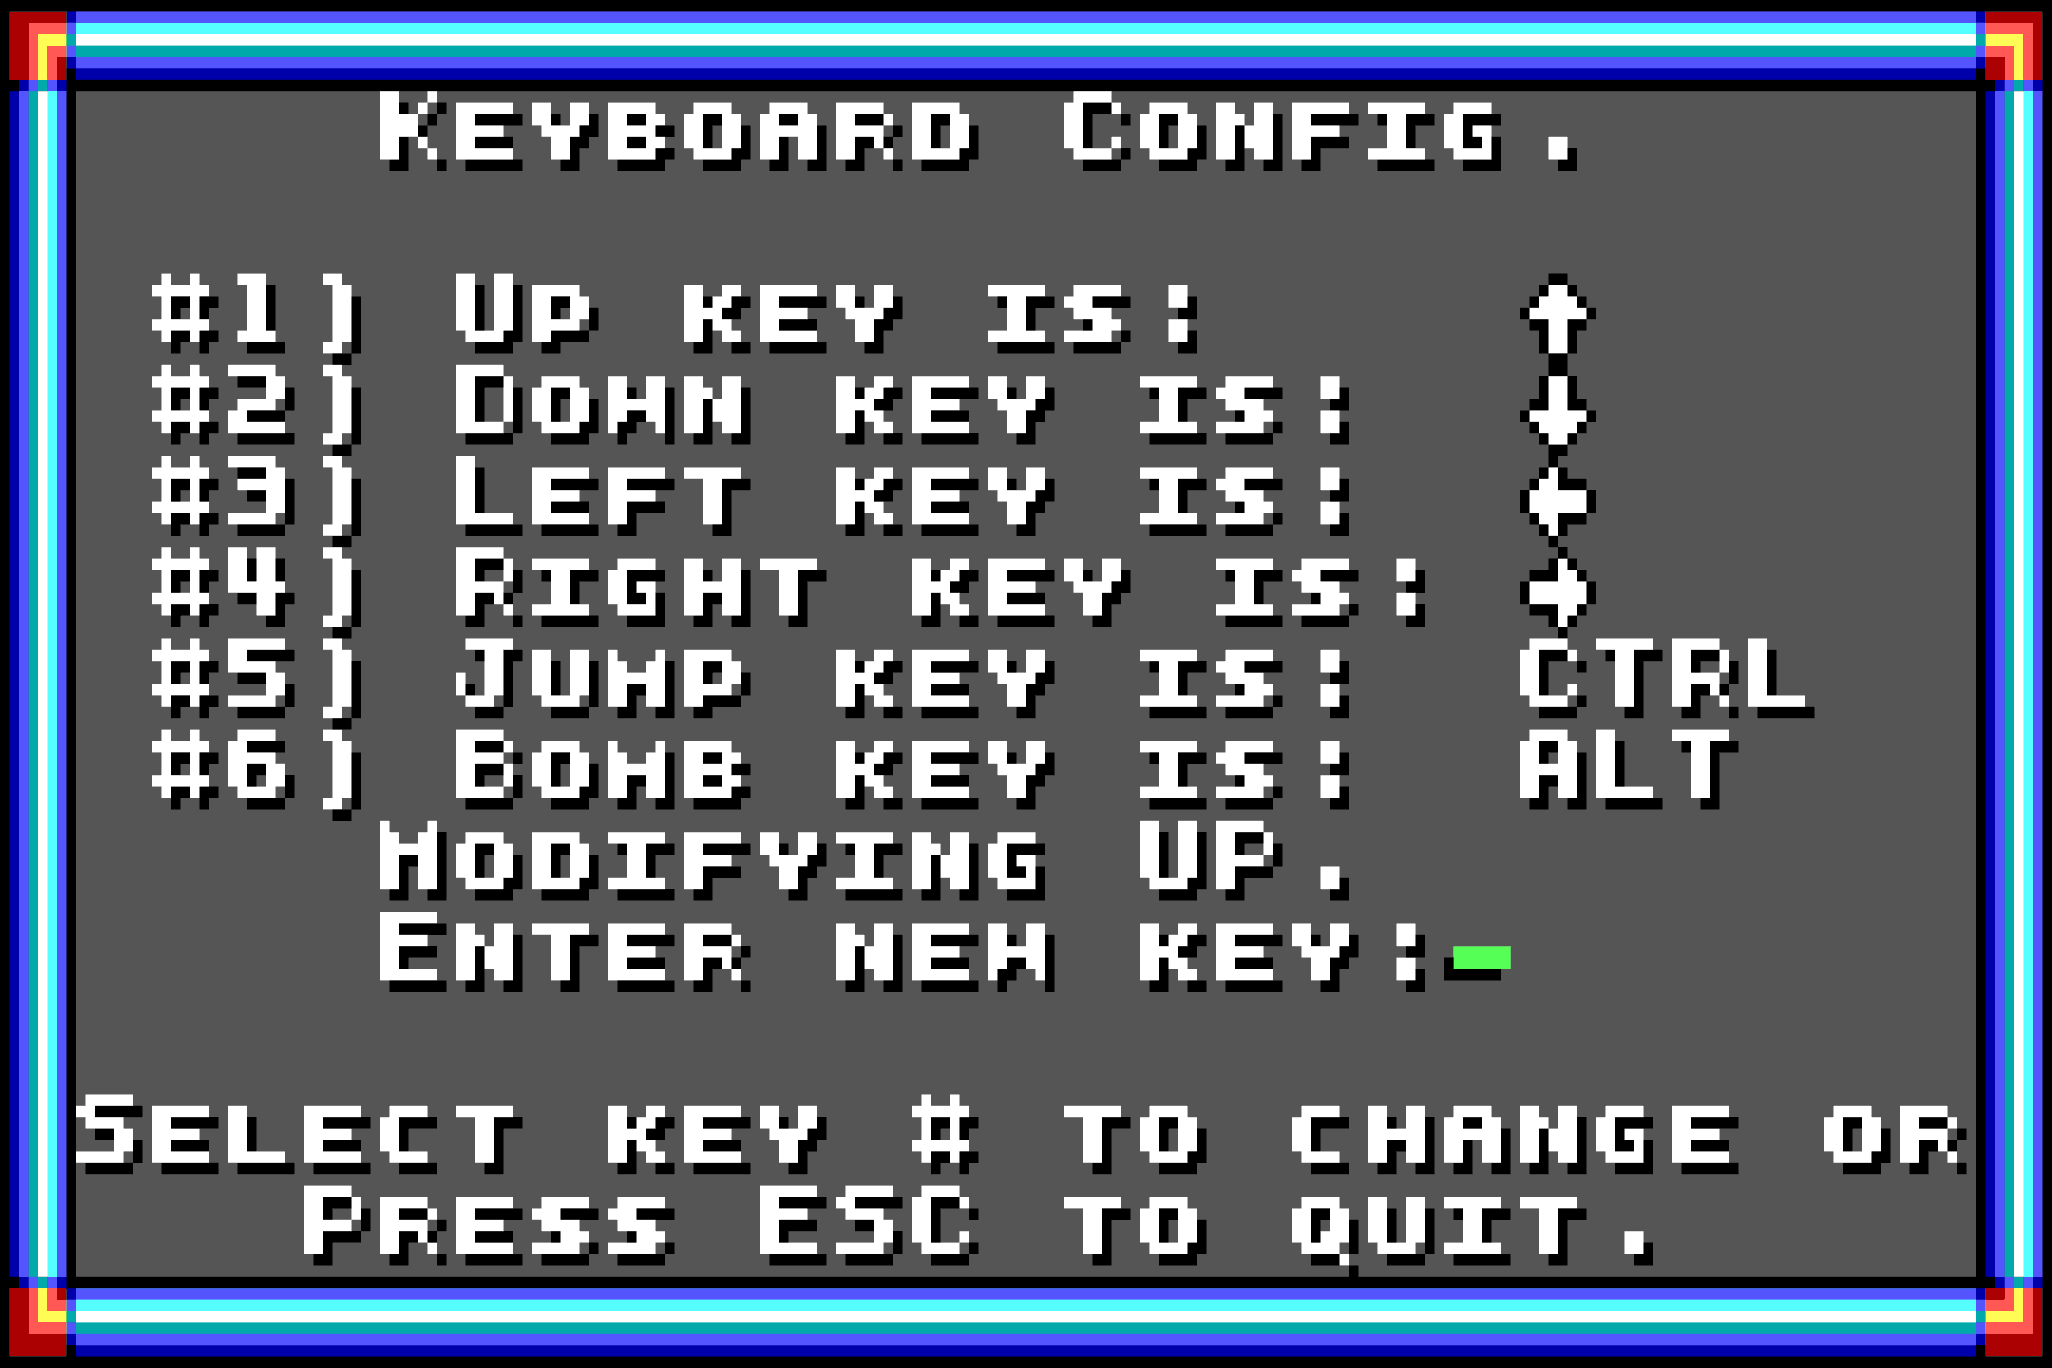 Keyboard Config.
#1) Up key is: ↑
#2) Down key is: ↓
#3) Left key is: ←
#4) Right key is: →
#5) Jump key is: CTRL
#6) Bomb key is: ALT
Modifying UP.
Enter new key:
Select key # to change or
Press ESC to quit.